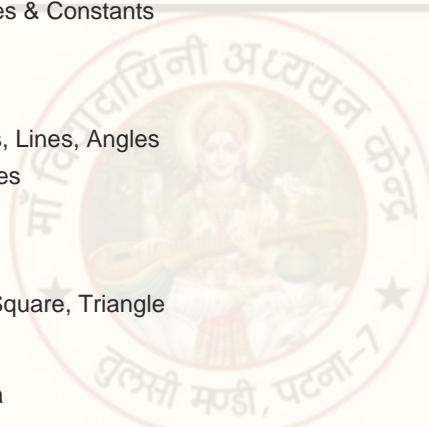 es & Constants
s, Lines, Angles
es
Square, Triangle
a
माँ विद्यादायिनी अध्ययन केन्द्र
तुलसी मण्डी, पटना-7